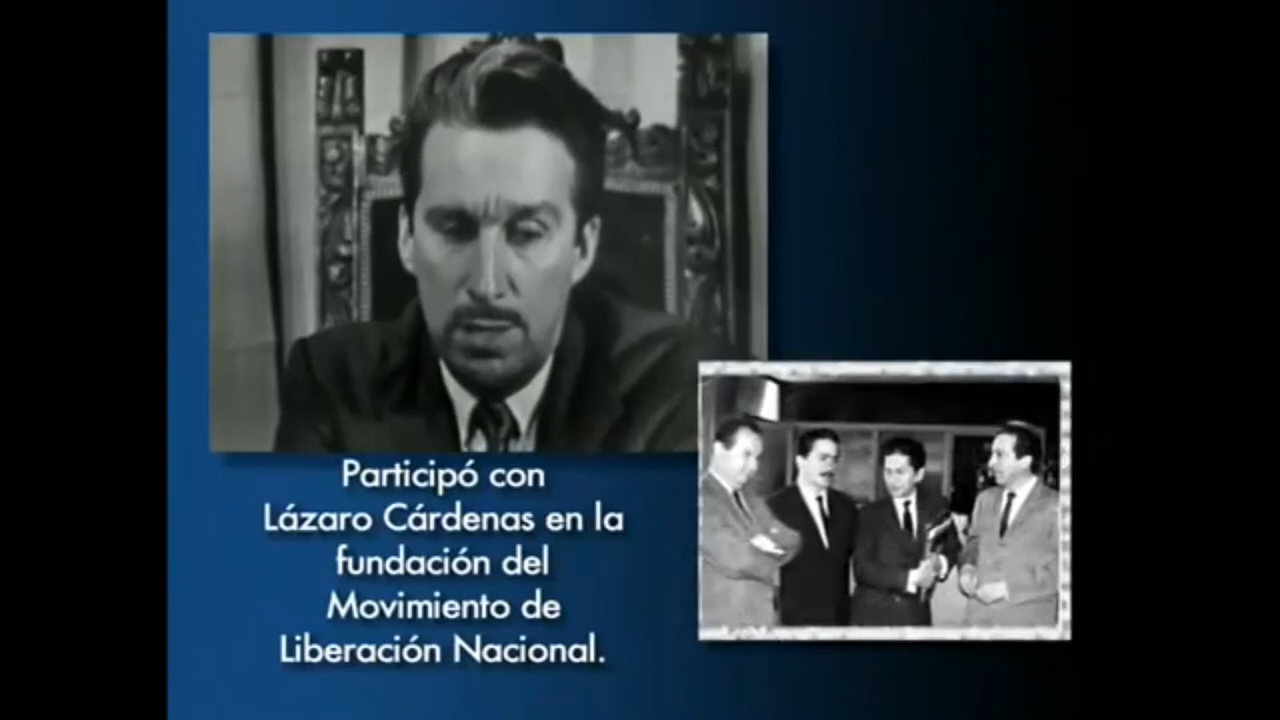 Participó con
Lázaro Cárdenas en la
fundación del
Movimiento de
Liberación Nacional.